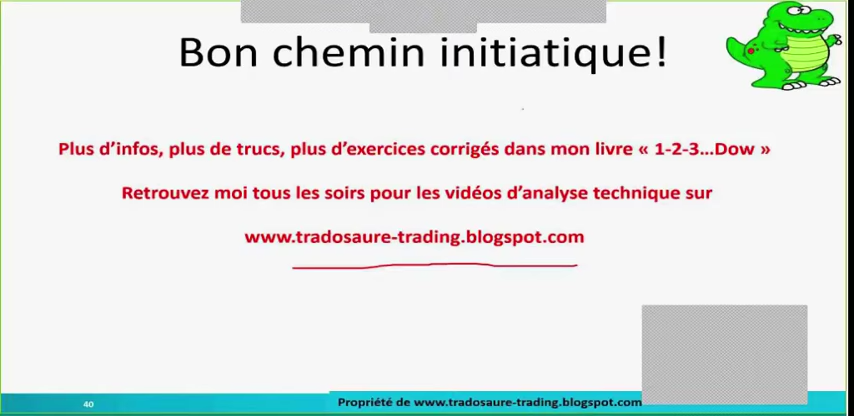 Bon chemin initiatique!
Plus d’infos, plus de trucs, plus d’exercices corrigés dans mon livre « 1-2-3…Dow »
Retrouvez moi tous les soirs pour les vidéos d’analyse technique sur
www.tradosaure-trading.blogspot.com
40
Propriété de www.tradosaure-trading.blogspot.com